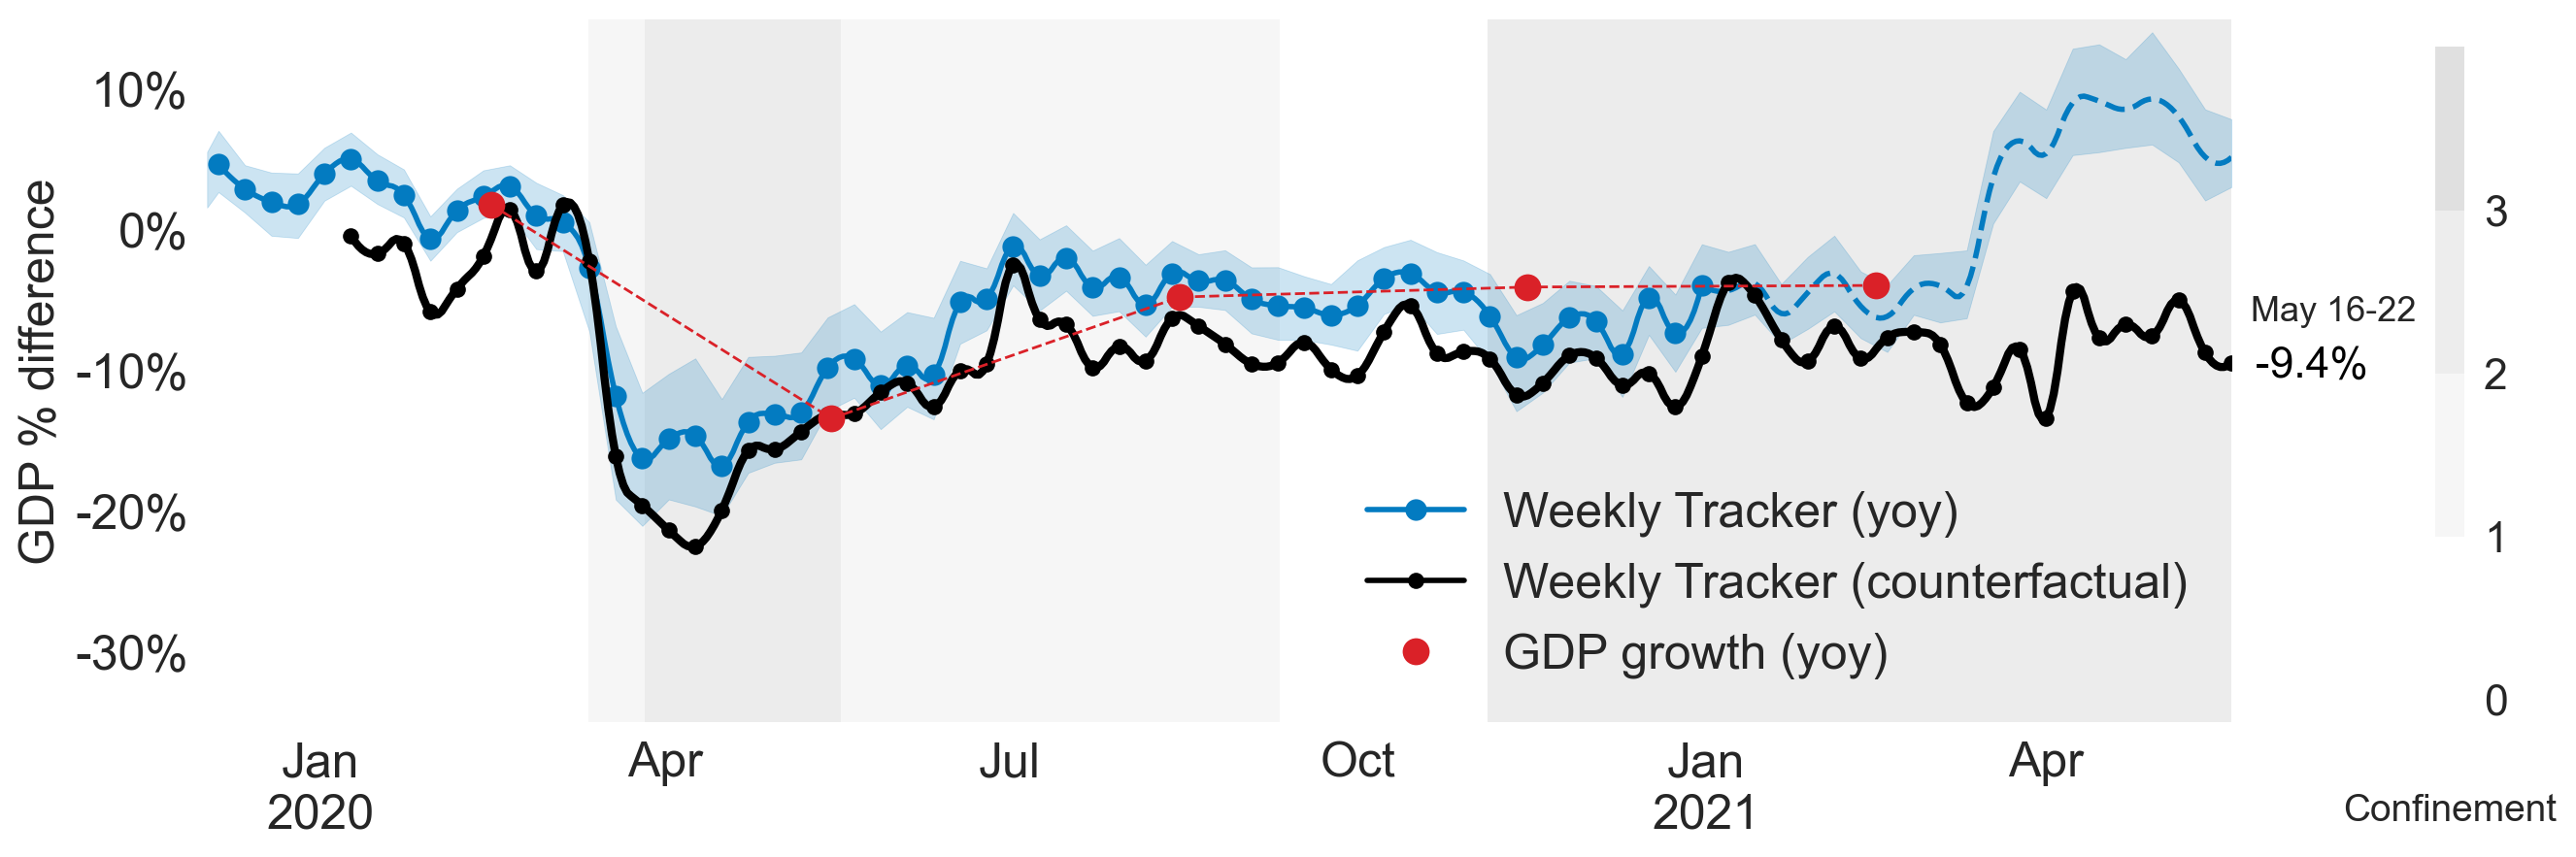 GDP % difference
10%
0%
-10%
-20%
-30%
Jan
2020
Apr
Jul
Oct
Jan
2021
Apr
Weekly Tracker (yoy)
Weekly Tracker (counterfactual)
GDP growth (yoy)
May 16-22
-9.4%
3
2
1
0
Confinement